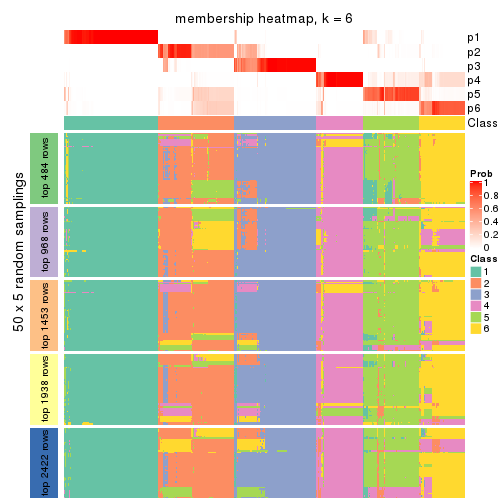 membership heatmap, k = 6
p1
p2
p3
p4
p5
p6
Class
50 x 5 random samplings
top 484 rows
top 968 rows
top 1453 rows
top 1938 rows
top 2422 rows
Prob
1
0.8
0.6
0.4
0.2
0
Class
1
2
3
4
5
6